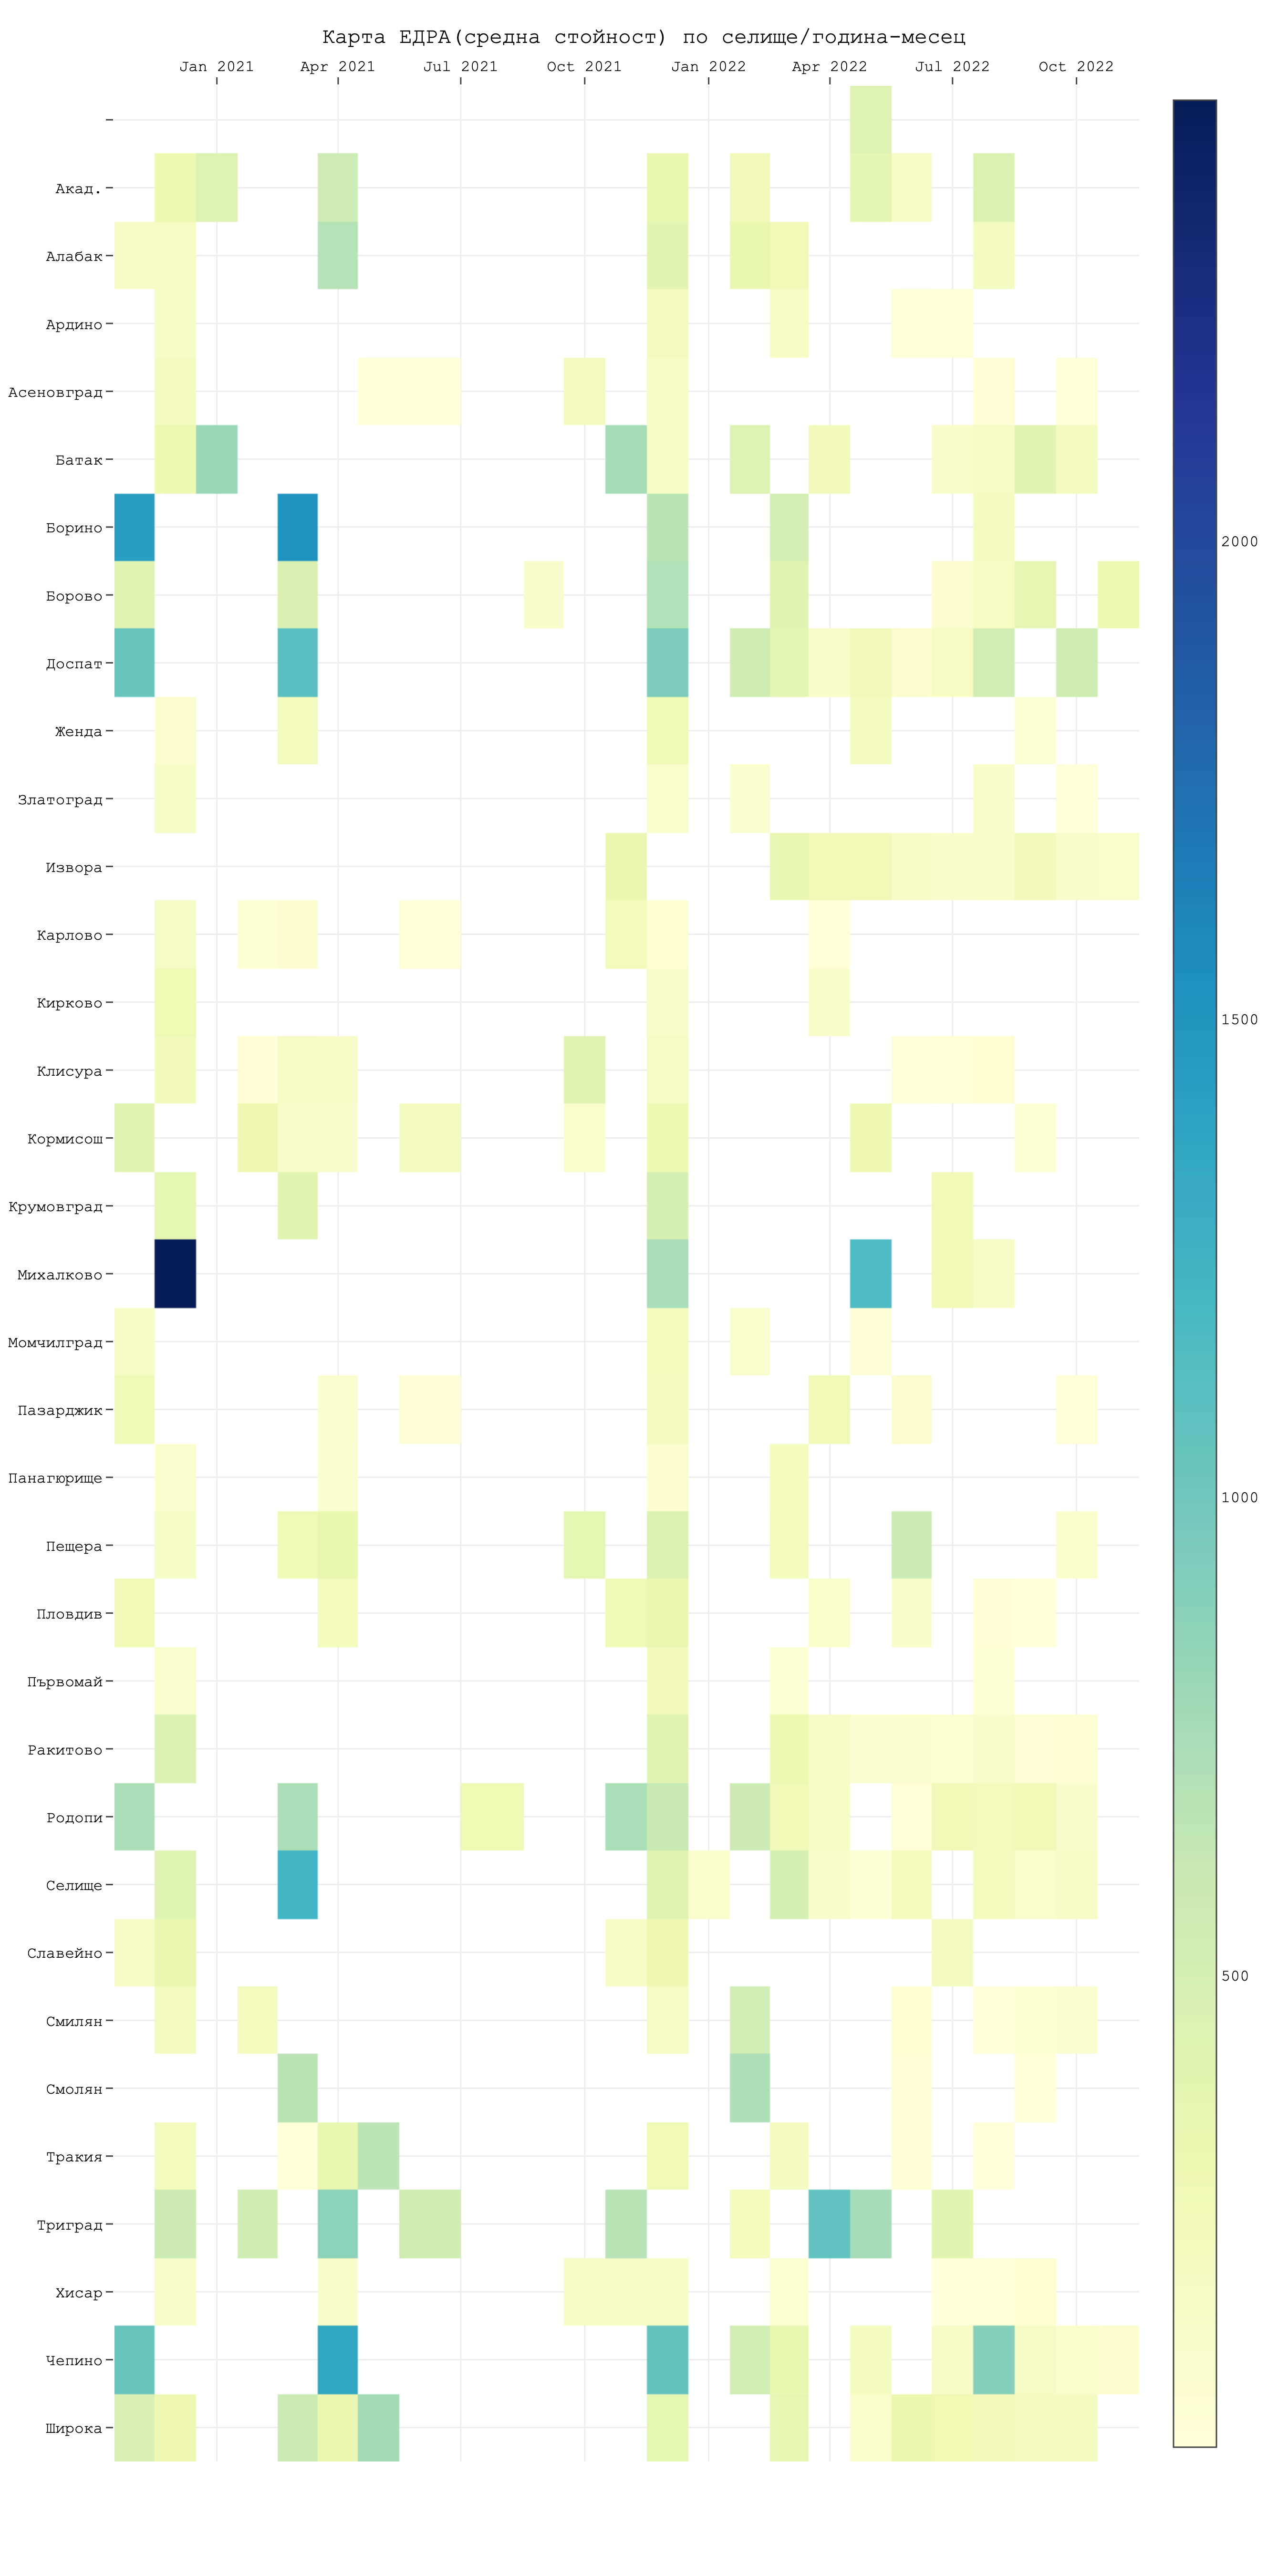 Карта ЕДРА(средна стойност) по селище/година-месец
Jan 2021 Apr 2021 Jul 2021 Oct 2021 Jan 2022 Apr 2022 Jul 2022 Oct 2022
Акад.
Алабак
Ардино
Асеновград
Батак
Борино
2000
Борово
Доспат
Женда
Златоград
Извора
Карлово
Кирково
1500
Клисура
Кормисош
Крумовград
Михалково
Момчилград
Пазарджик
Панагюрище
1000
Пещера
Пловдив
Първомай
Ракитово
Родопи
Селище
Славейно
500
Смилян
Смолян
Тракия
Триград
Хисар
Чепино
Широка